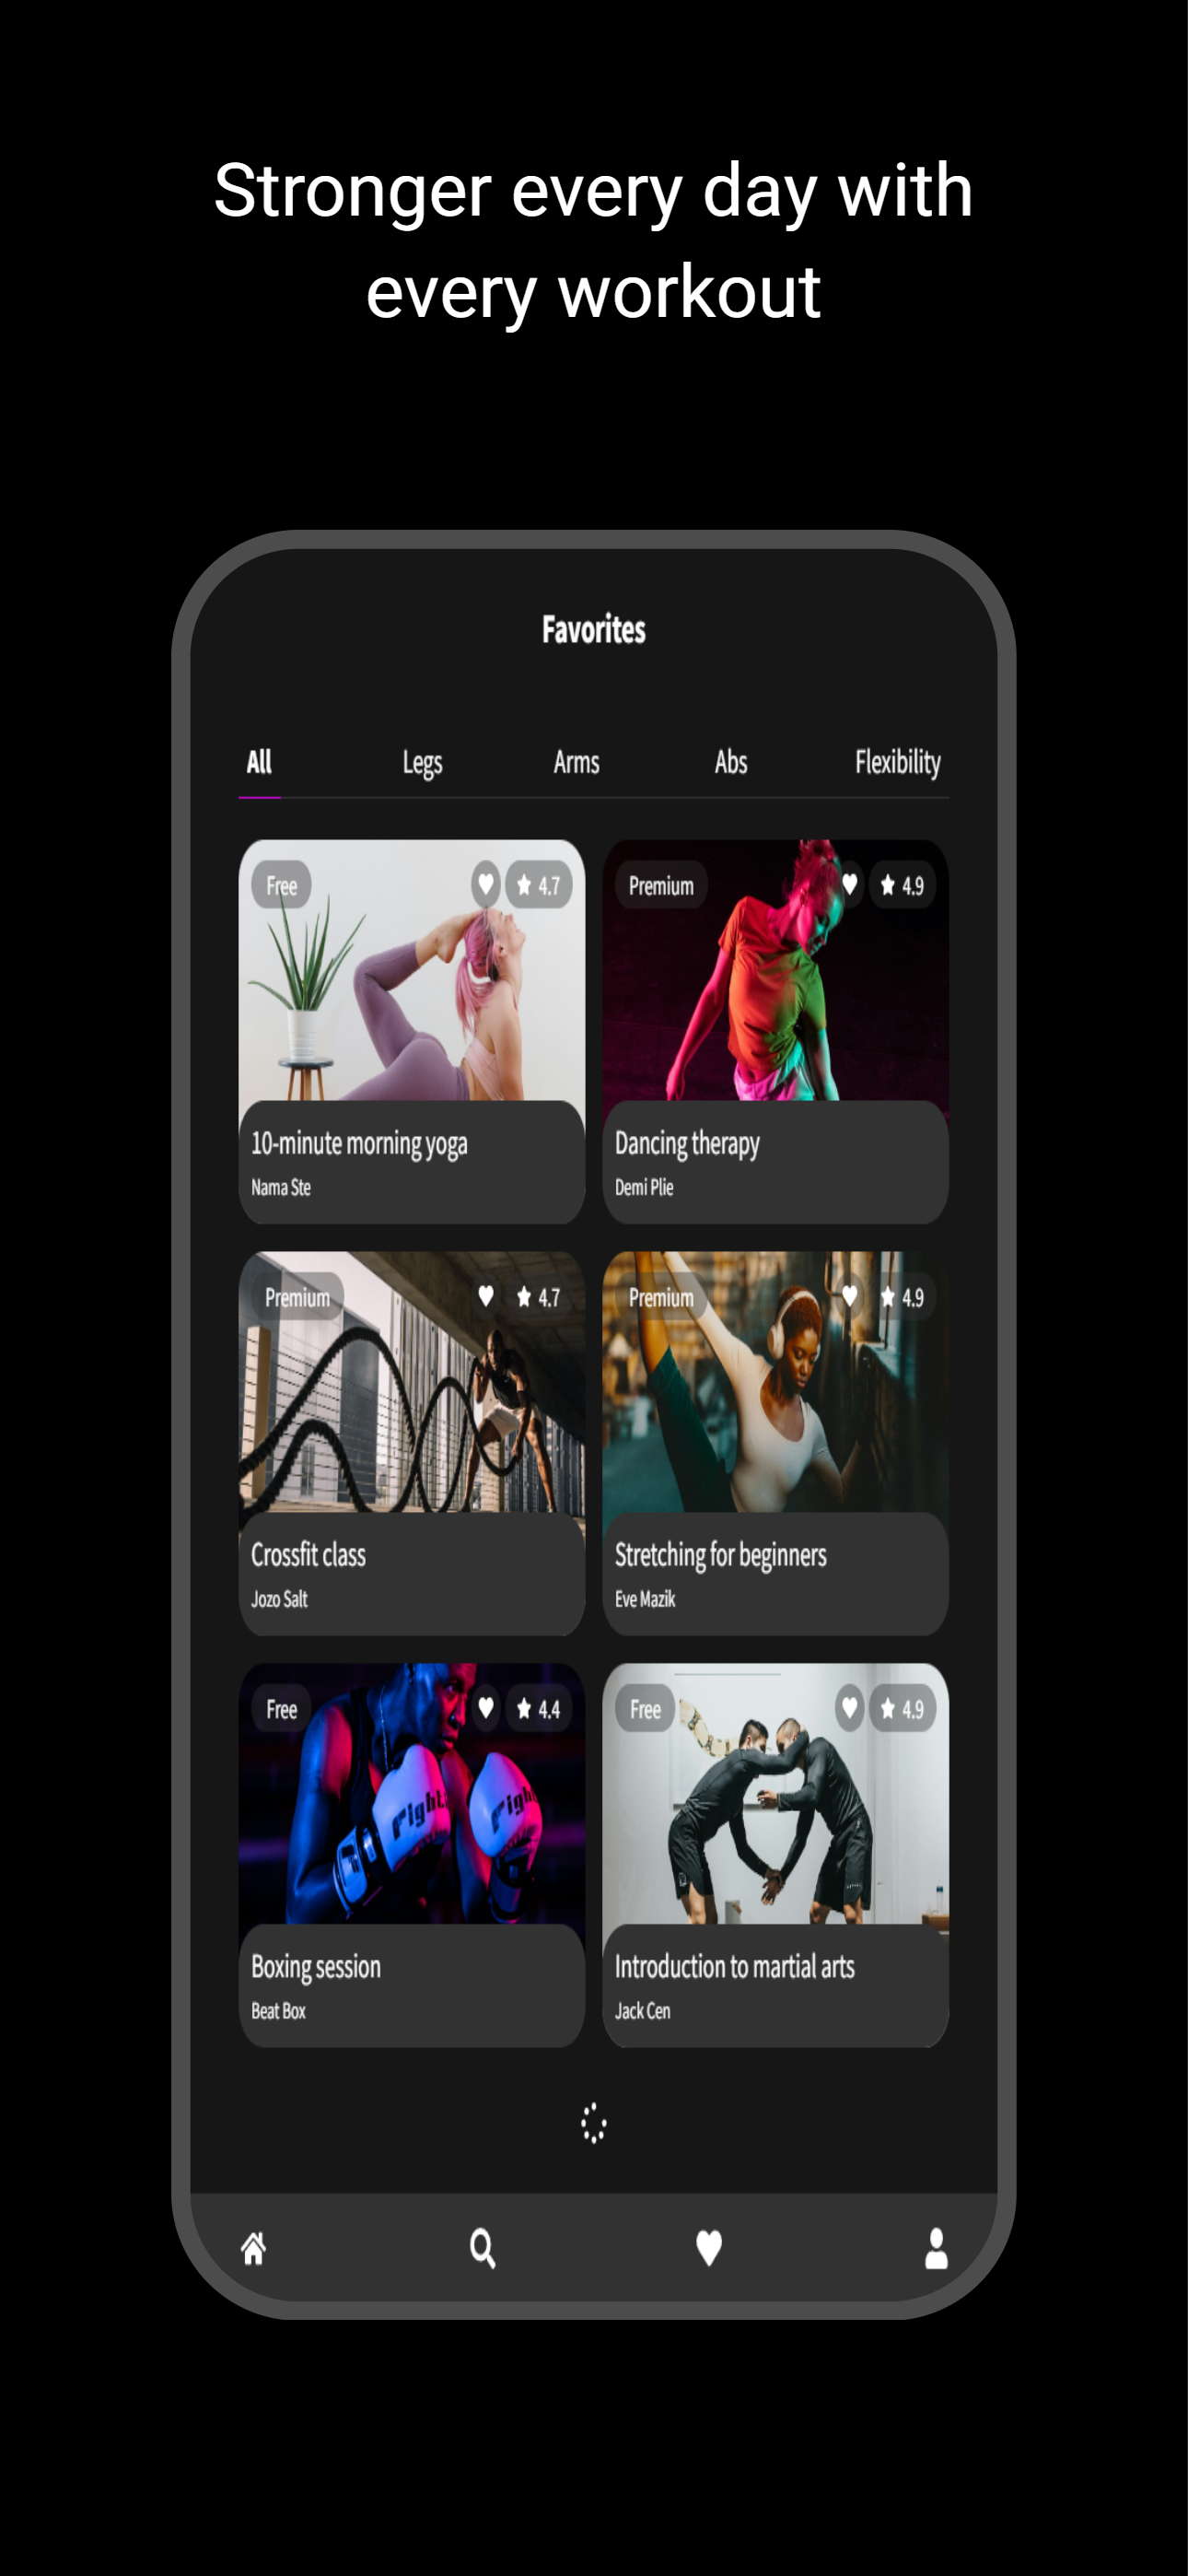 Stronger every day with
every workout
Favorites
All Legs Arms Abs Flexibility
Free 4.7
10-minute morning yoga
Nama Ste
Premium 4.9
Dancing therapy
Demi Plie
Premium 4.7
Crossfit class
Jozo Salt
Premium 4.9
Stretching for beginners
Eve Mazik
Free 4.4
Fight
Figh
Boxing session
Beat Box
Free 4.9
Introduction to martial arts
Jack Cen